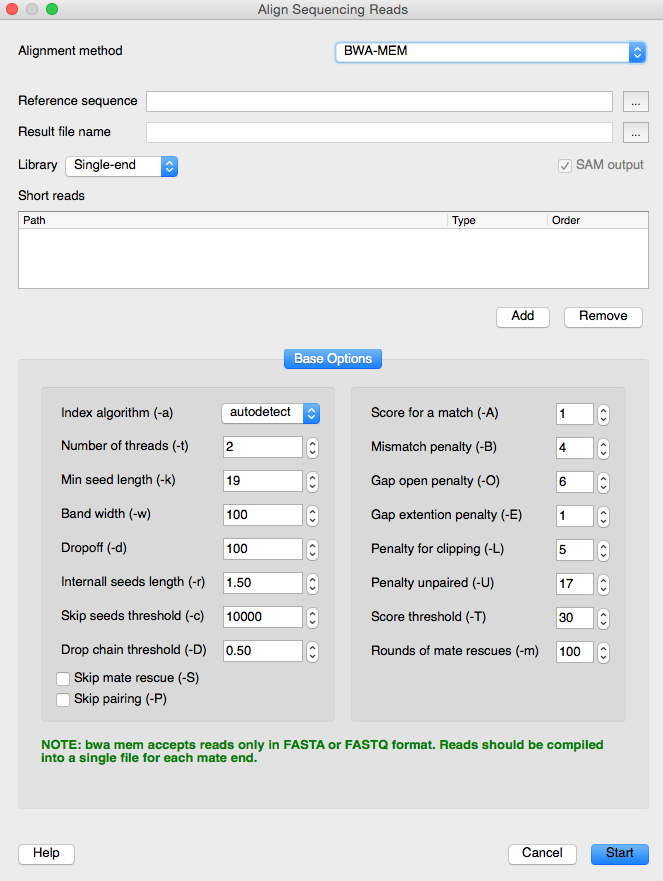 Align Sequencing Reads
Alignment method BWA-MEM
Reference sequence ...
Result file name ...
Library Single-end SAM output
Short reads
Path Type Order
Add Remove
Base Options
Index algorithm (-a) autodetect
Number of threads (-t) 2
Min seed length (-k) 19
Band width (-w) 100
Dropoff (-d) 100
Internall seeds length (-r) 1.50
Skip seeds threshold (-c) 10000
Drop chain threshold (-D) 0.50
Skip mate rescue (-S)
Skip pairing (-P)
Score for a match (-A) 1
Mismatch penalty (-B) 4
Gap open penalty (-O) 6
Gap extention penalty (-E) 1
Penalty for clipping (-L) 5
Penalty unpaired (-U) 17
Score threshold (-T) 30
Rounds of mate rescues (-m) 100
NOTE: bwa mem accepts reads only in FASTA or FASTQ format. Reads should be compiled
into a single file for each mate end.
Help Cancel Start